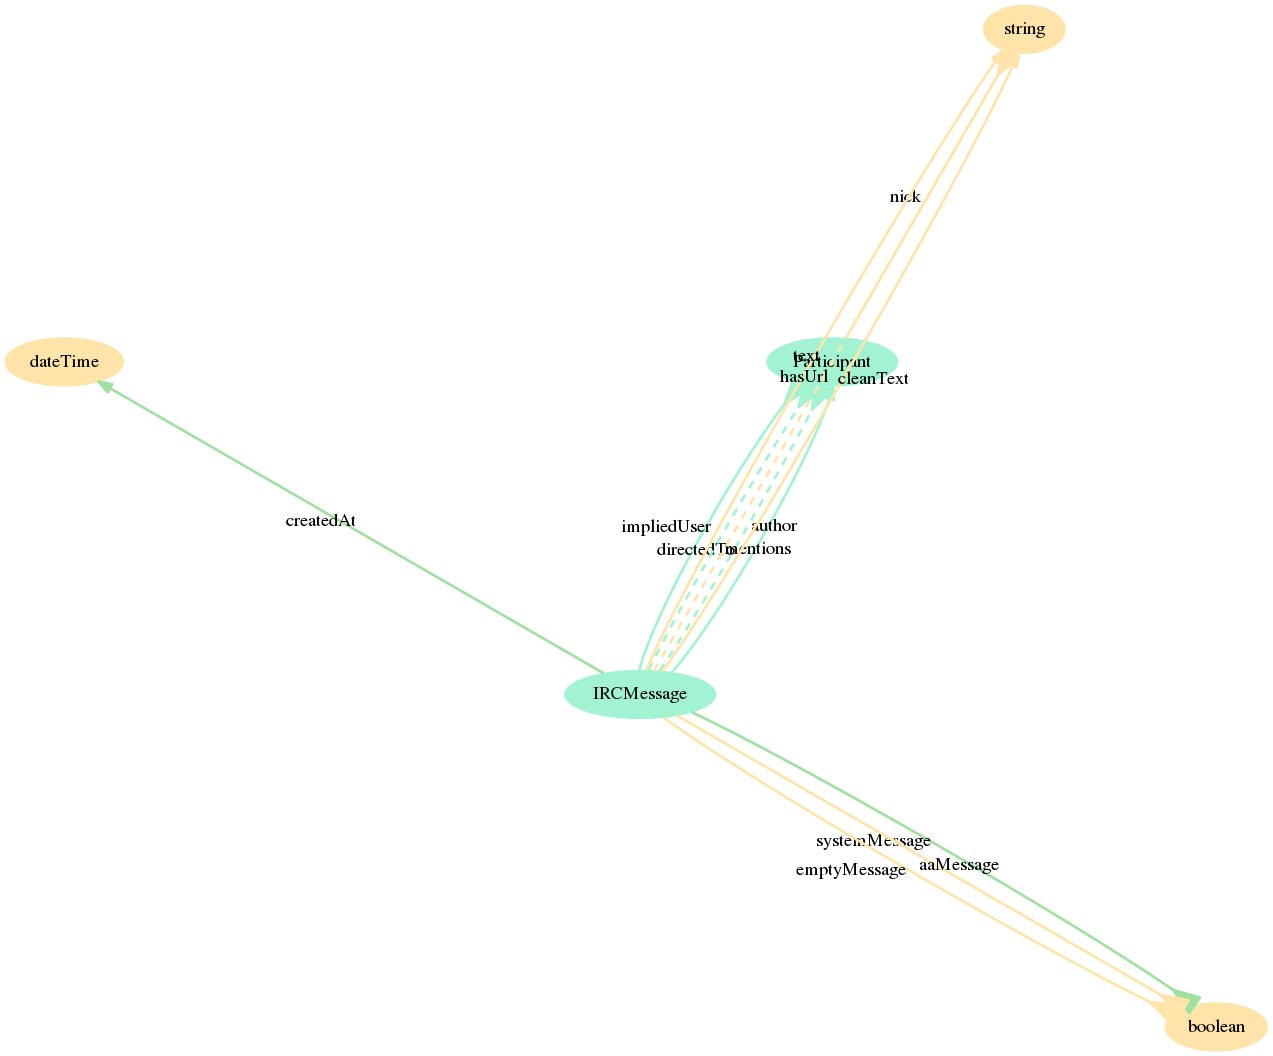 string
nick
dateTime
text
Participant
hasUrl
cleanText
createdAt
impliedUser
author
directedTo
mentions
IRCMessage
systemMessage
aaMessage
emptyMessage
boolean